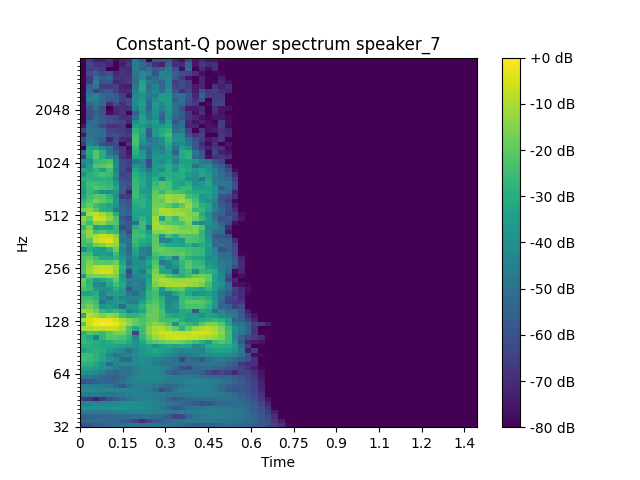 Constant-Q power spectrum speaker_7
+0 dB
-10 dB
-20 dB
-30 dB
-40 dB
-50 dB
-60 dB
-70 dB
-80 dB
2048
1024
512
256
128
64
32
Hz
0 0.15 0.3 0.45 0.6 0.75 0.9 1.1 1.2 1.4
Time